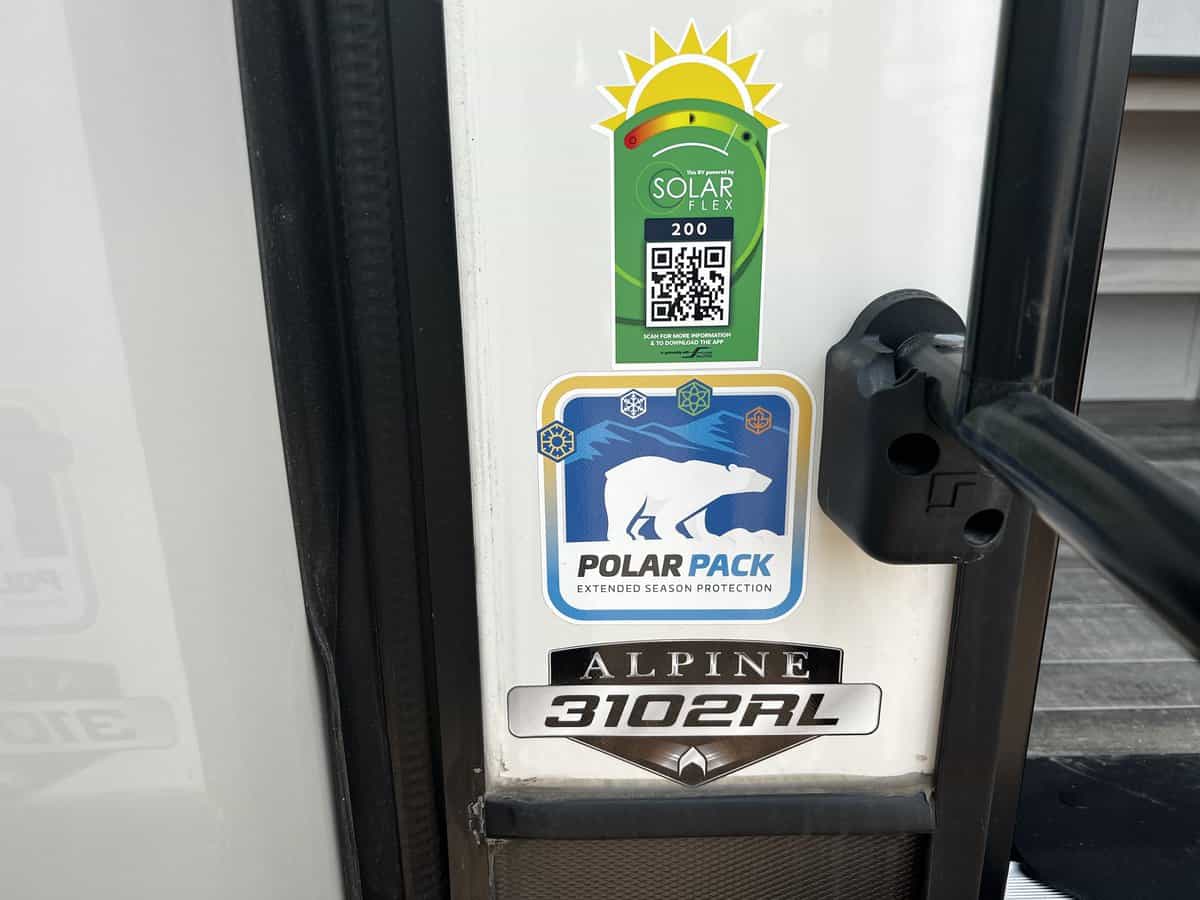 This RV powered by
SOLAR
FLEX
200
SCAN FOR MORE INFORMATION
& TO DOWNLOAD THE APP
POLAR PACK
EXTENDED SEASON PROTECTION
ALPINE
3102RL